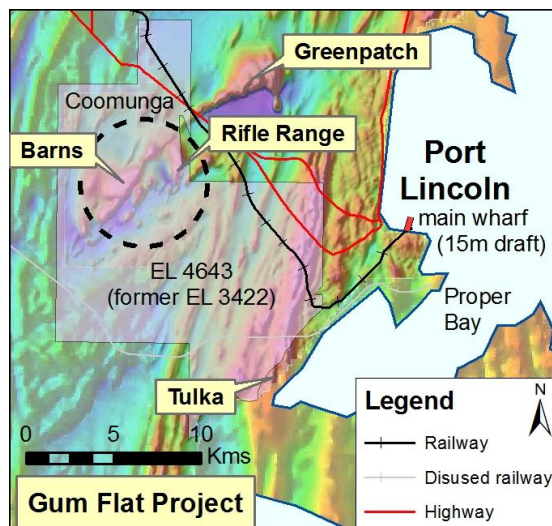 Greenpatch
Coomunga
Rifle Range
Barns
Port
Lincoln
main wharf
(15m draft)
EL 4643
(former EL 3422)
Proper
Bay
Tulka
0 5 10
Kms
Gum Flat Project
Legend
N
Railway
Disused railway
Highway